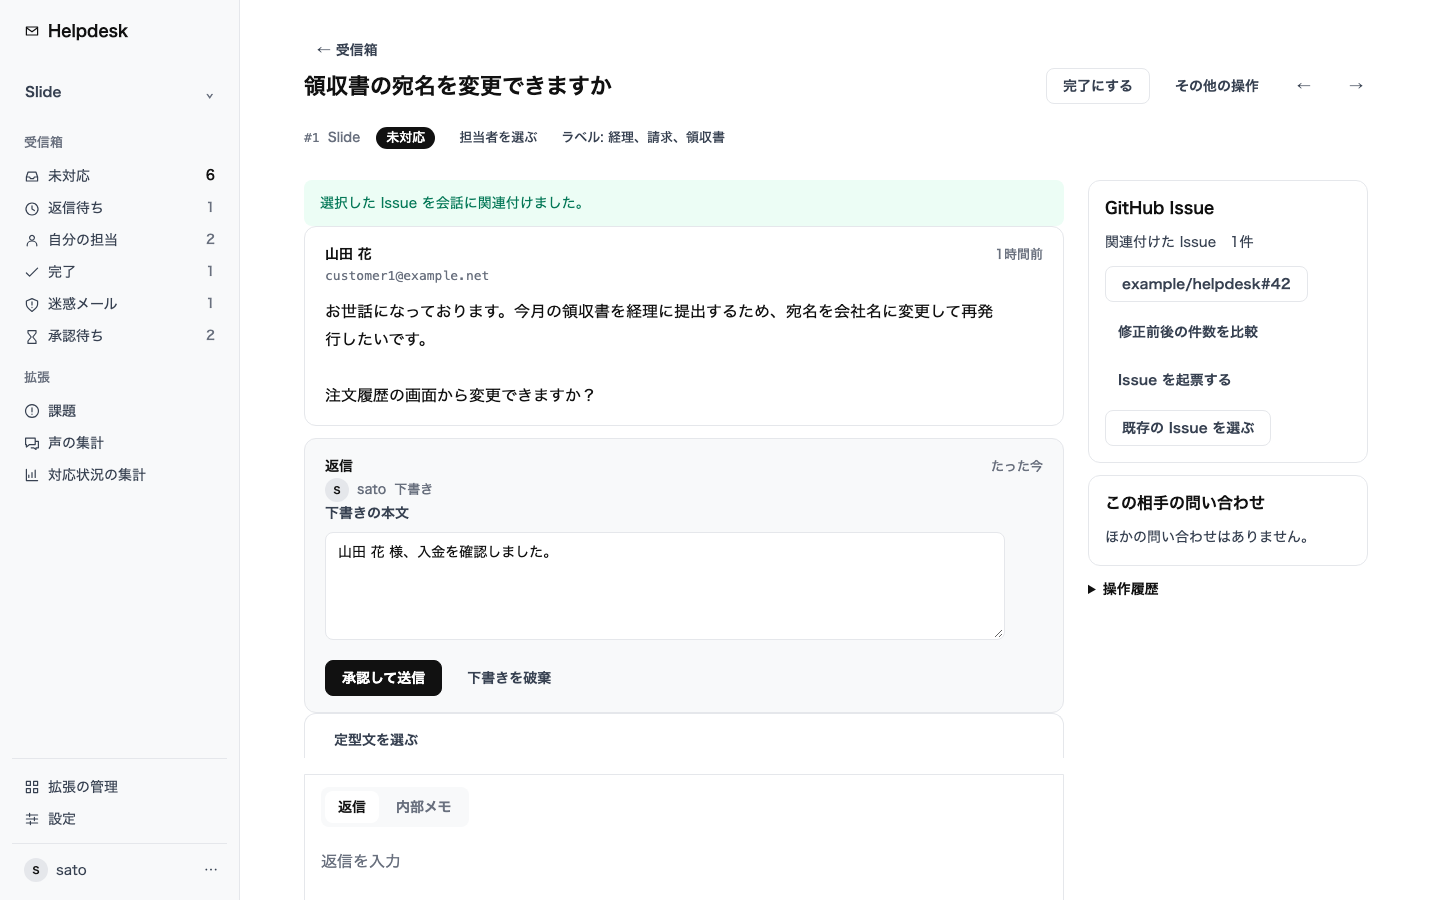 Helpdesk
Slide
受信箱
未対応 6
返信待ち 1
自分の担当 2
完了 1
迷惑メール 1
承認待ち 2
拡張
課題
声の集計
対応状況の集計
拡張の管理
設定
S sato …
← 受信箱
領収書の宛名を変更できますか
完了にする その他の操作 ← →
#1 Slide 未対応 担当者を選ぶ ラベル: 経理、請求、領収書
選択した Issue を会話に関連付けました。
山田 花 1時間前
customer1@example.net
お世話になっております。今月の領収書を経理に提出するため、宛名を会社名に変更して再発
行したいです。
注文履歴の画面から変更できますか？
返信 たった今
S sato 下書き
下書きの本文
山田 花 様、入金を確認しました。
承認して送信 下書きを破棄
定型文を選ぶ
返信 内部メモ
返信を入力
GitHub Issue
関連付けた Issue 1件
example/helpdesk#42
修正前後の件数を比較
Issue を起票する
既存の Issue を選ぶ
この相手の問い合わせ
ほかの問い合わせはありません。
▶ 操作履歴